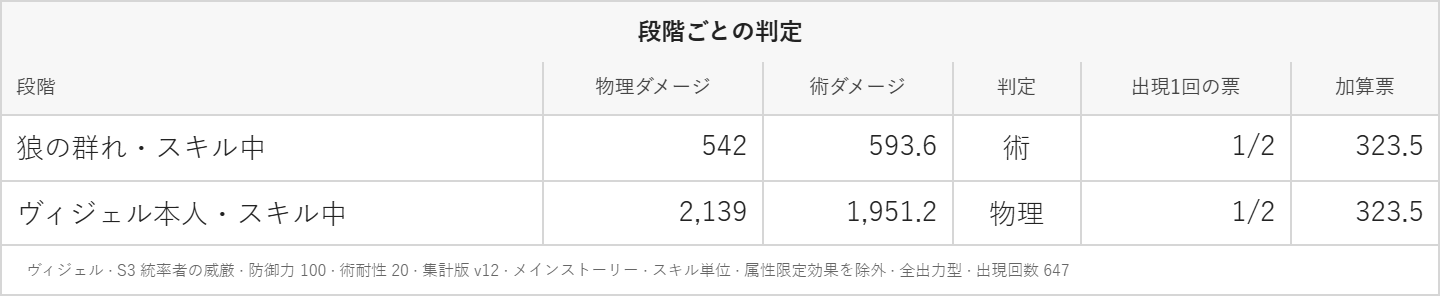 段階ごとの判定
段階 物理ダメージ 術ダメージ 判定 出現1回の票 加算票
狼の群れ・スキル中 542 593.6 術 1/2 323.5
ヴィジェル本人・スキル中 2,139 1,951.2 物理 1/2 323.5
ヴィジェル · S3 統率者の威厳 · 防御力 100 · 術耐性 20 · 集計版 v12 · メインストーリー · スキル単位 · 属性限定効果を除外 · 全出力型 · 出現回数 647